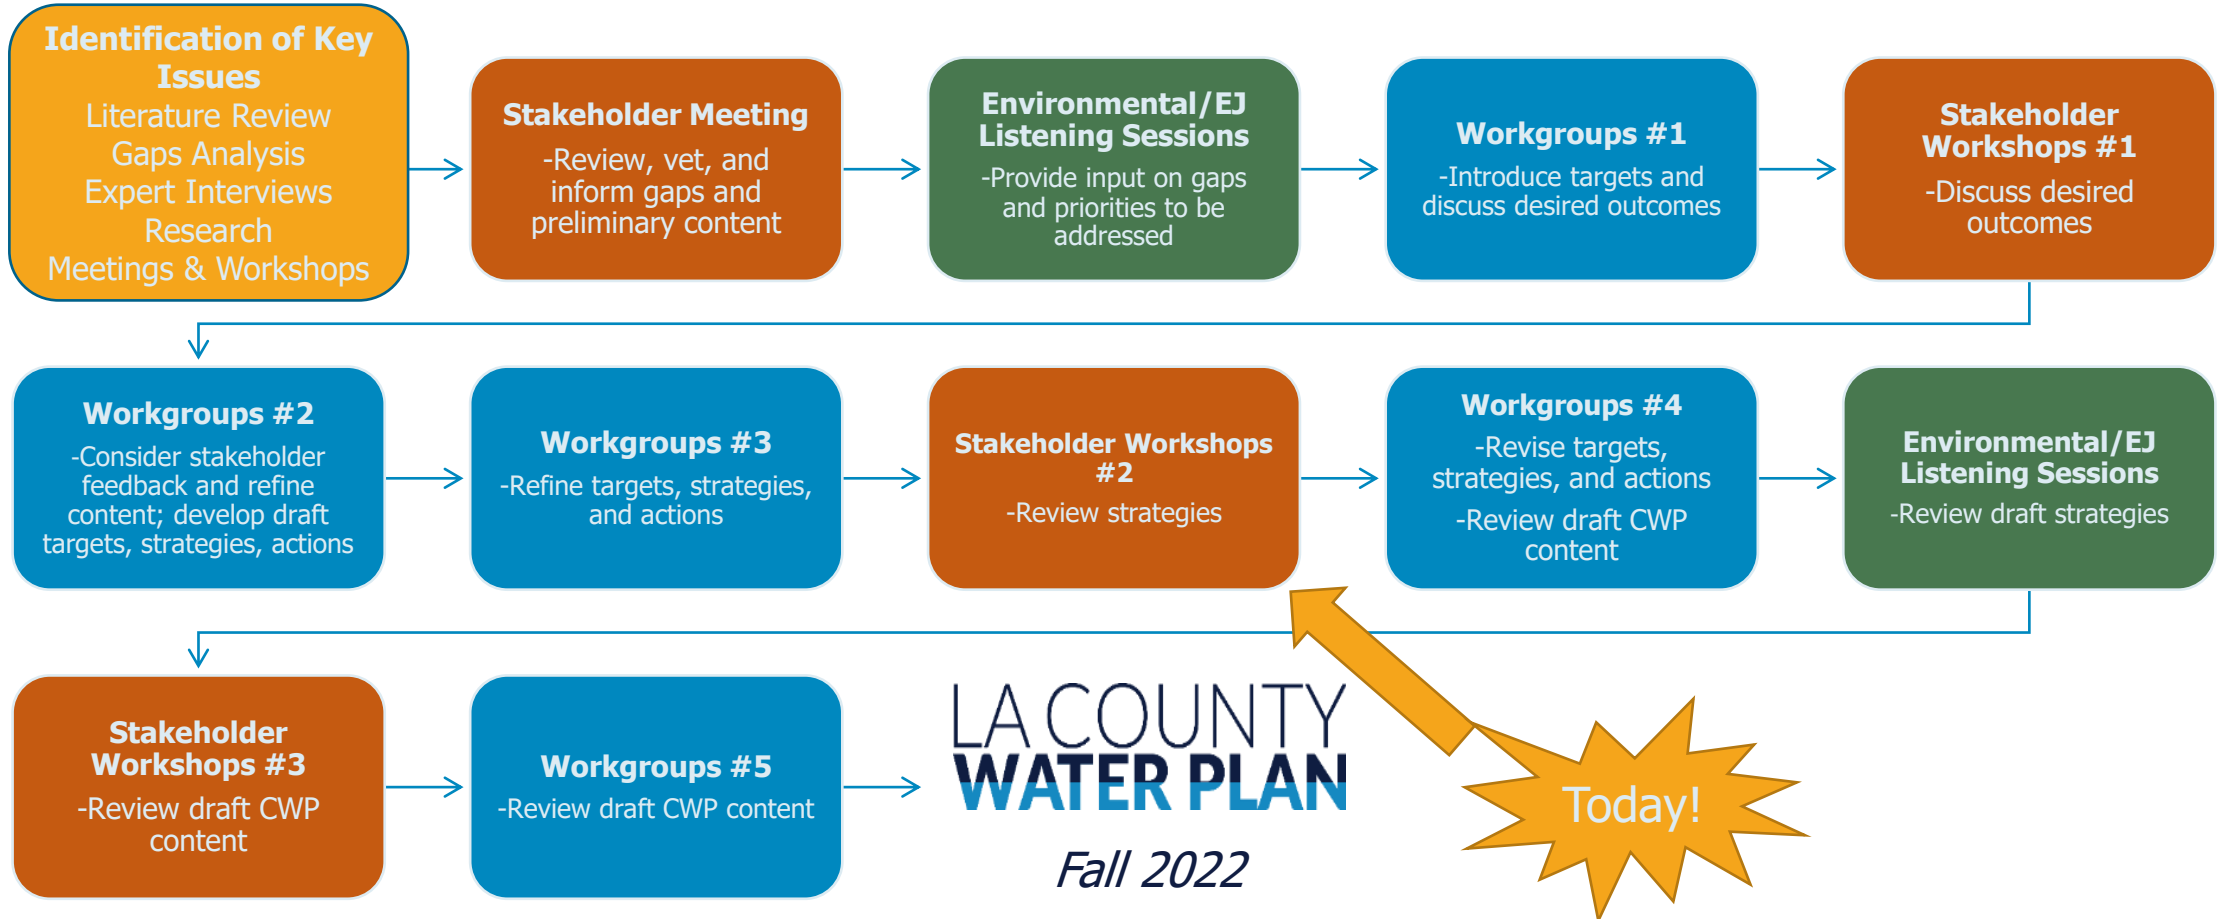 Identification of Key
Issues
Literature Review
Gaps Analysis
Expert Interviews
Research
Meetings & Workshops
Stakeholder Meeting
-Review, vet, and
inform gaps and
preliminary content
Environmental/EJ
Listening Sessions
-Provide input on gaps
and priorities to be
addressed
Workgroups #1
-Introduce targets and
discuss desired outcomes
Stakeholder
Workshops #1
-Discuss desired
outcomes
Workgroups #2
-Consider stakeholder
feedback and refine
content; develop draft
targets, strategies, actions
Workgroups #3
-Refine targets, strategies,
and actions
Stakeholder Workshops
#2
-Review strategies
Workgroups #4
-Revise targets,
strategies, and actions
-Review draft CWP
content
Environmental/EJ
Listening Sessions
-Review draft strategies
Stakeholder
Workshops #3
-Review draft CWP
content
Workgroups #5
-Review draft CWP content
LA COUNTY
WATER PLAN
Fall 2022
Today!